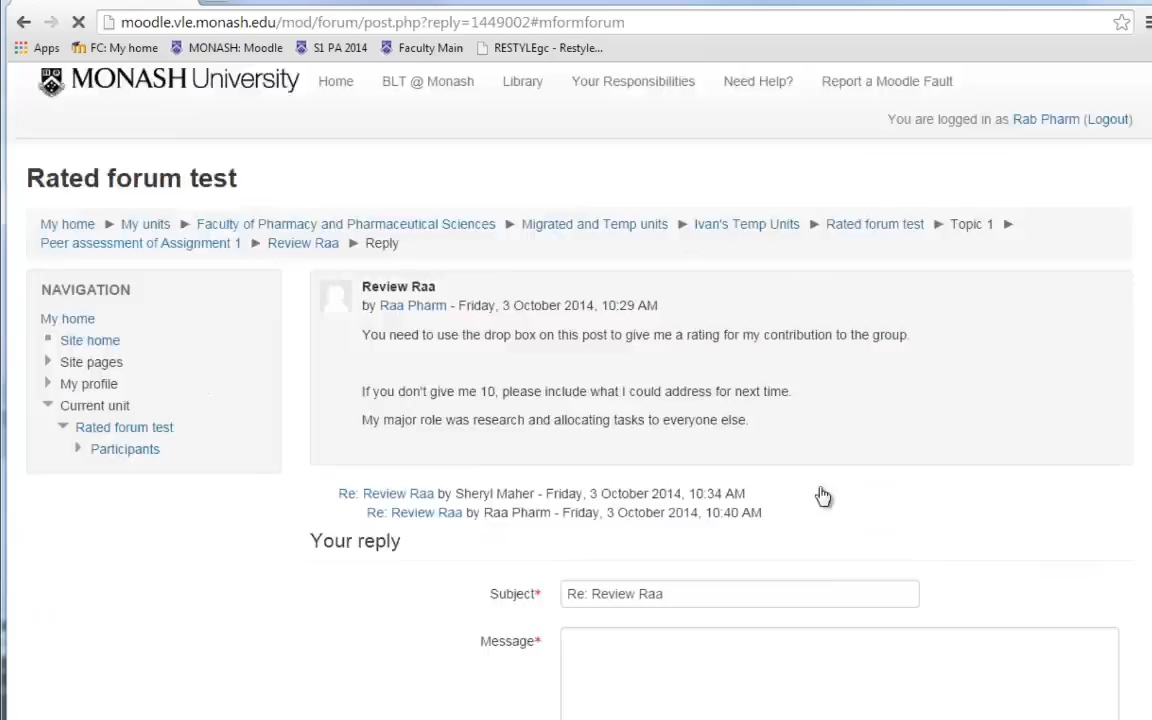 moodle.vle.monash.edu/mod/forum/post.php?reply=1449002#mformforum
Apps FC: My home MONASH: Moodle S1 PA 2014 Faculty Main RESTYLEgc - Restyle...
MONASH University Home BLT @ Monash Library Your Responsibilities Need Help? Report a Moodle Fault
You are logged in as Rab Pharm (Logout)
Rated forum test
My home ► My units ► Faculty of Pharmacy and Pharmaceutical Sciences ► Migrated and Temp units ► Ivan's Temp Units ► Rated forum test ► Topic 1 ►
Peer assessment of Assignment 1 ► Review Raa ► Reply
NAVIGATION
My home
Site home
Site pages
My profile
Current unit
Rated forum test
Participants
Review Raa
by Raa Pharm - Friday, 3 October 2014, 10:29 AM
You need to use the drop box on this post to give me a rating for my contribution to the group.
If you don't give me 10, please include what I could address for next time.
My major role was research and allocating tasks to everyone else.
Re: Review Raa by Sheryl Maher - Friday, 3 October 2014, 10:34 AM
Re: Review Raa by Raa Pharm - Friday, 3 October 2014, 10:40 AM
Your reply
Subject* Re: Review Raa
Message*